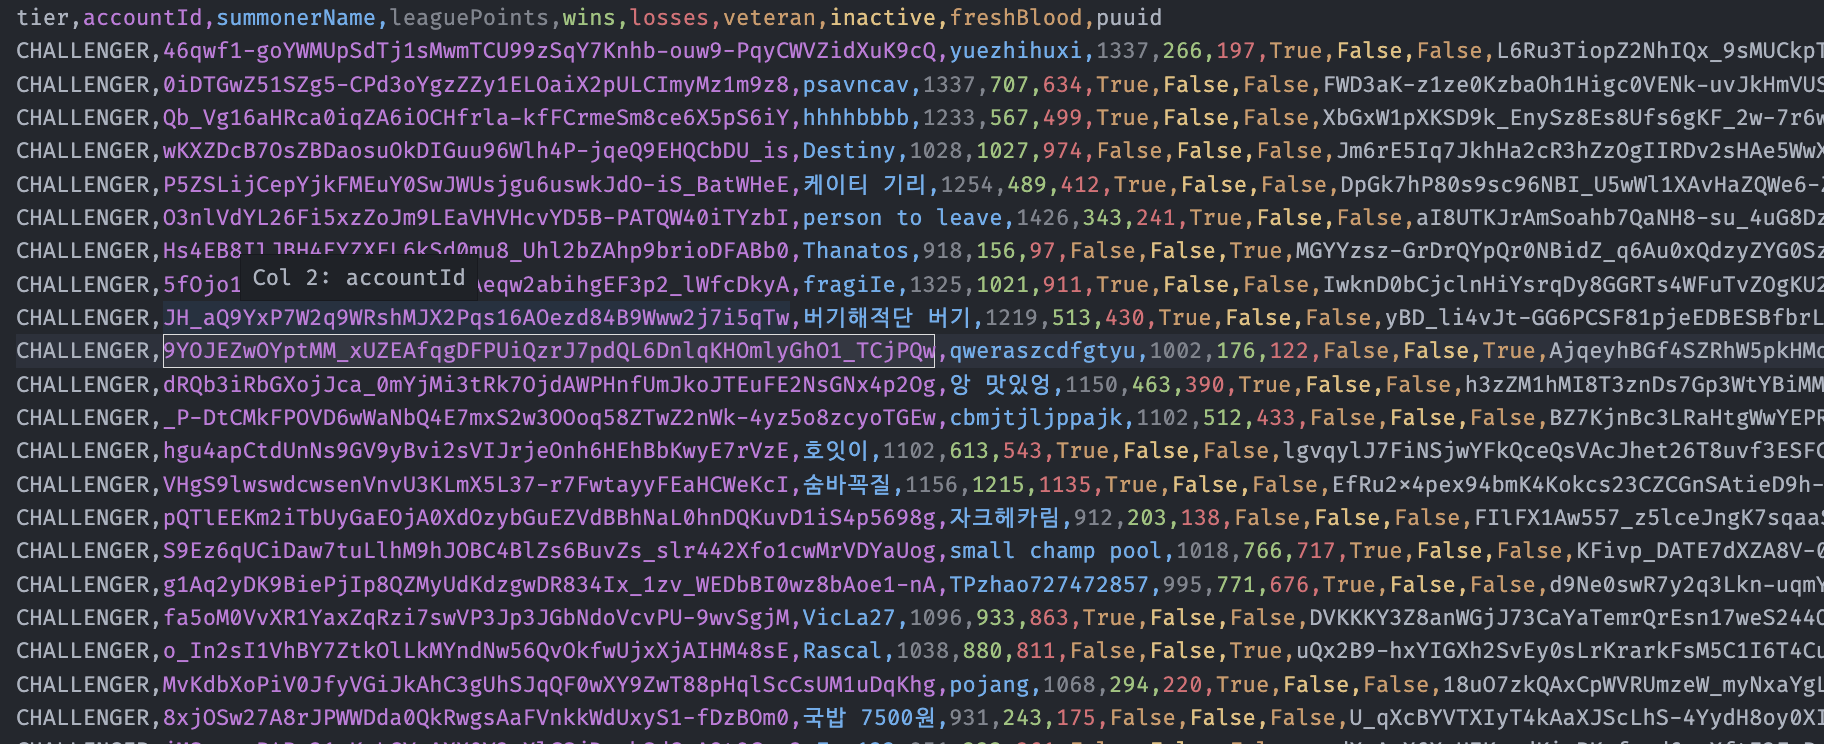 tier,accountId,summonerName,leaguePoints,wins,losses,veteran,inactive,freshBlood,puuid
CHALLENGER,46qwf1-goYWMUpSdTj1sMwmTCU99zSqY7Knhb-ouw9-PqyCWVZidXuK9cQ,yuezhihuxi,1337,266,197,True,False,False,L6Ru3TiopZ2NhIQx_9sMUCkpT
CHALLENGER,0iDTGwZ51SZg5-CPd3oYgzZZy1ELOaiX2pULCImyMz1m9z8,psavncav,1337,707,634,True,False,False,FWD3aK-z1ze0KzbaOh1Higc0VENk-uvJkHmVUS
CHALLENGER,Qb_Vg16aHRca0iqZA6iOCHfrla-kfFCrmeSm8ce6X5pS6iY,hhhhbbbb,1233,567,499,True,False,False,XbGxW1pXKSD9k_EnySz8Es8Ufs6gKF_2w-7r6w
CHALLENGER,wKXZDcB7OsZBDaosuOkDIGuu96Wlh4P-jqeQ9EHQCbDU_is,Destiny,1028,1027,974,False,False,False,Jm6rE5Iq7JkhHa2cR3hZzOgIIRDv2sHAe5WwX
CHALLENGER,P5ZSLijCepYjkFMEuY0SwJWUsjgu6uswkJdO-iS_BatWHeE,케이티 기리,1254,489,412,True,False,False,DpGk7hP80s9sc96NBI_U5wWl1XAvHaZQWe6-
CHALLENGER,O3nlVdYL26Fi5xzZoJm9LEaVHVHcvYD5B-PATQW40iTYzbI,person to leave,1426,343,241,True,False,False,aI8UTKJrAmSoahb7QaNH8-su_4uG8Dz
CHALLENGER,Thanatos,918,156,97,False,False,True,MGYYzsz-GrDrQYpQr0NBidZ_q6Au0xQdzyZYG0Sz
Col 2: accountId
CHALLENGER,5fOjo1 Aeqw2abihgEF3p2_lWfcDkyA,fragiIe,1325,1021,911,True,False,False,IwknD0bCjclnHiYsrqDy8GGRTs4WFuTvZOgKU2
CHALLENGER,JH_aQ9YxP7W2q9WRshMJX2Pqs16AOezd84B9Www2j7i5qTw,버기해적단 버기,1219,513,430,True,False,False,yBD_li4vJt-GG6PCSF81pjeEDBESBfbrL
CHALLENGER,9YOJEZwOYptMM_xUZEAfqgDFPUiQzrJ7pdQL6DnlqKHOmlyGhO1_TCjPQw,qweraszcdfgtyu,1002,176,122,False,False,True,AjqeyhBGf4SZRhW5pkHMc
CHALLENGER,dRQb3iRbGXojJca_0mYjMi3tRk7OjdAWPHnfUmJkoJTEuFE2NsGNx4p2Og,앙 맛있엉,1150,463,390,True,False,False,h3zZM1hMI8T3znDs7Gp3WtYBiMM
CHALLENGER,_P-DtCMkFPOVD6wWaNbQ4E7mxS2w3OOoq58ZTwZ2nWk-4yz5o8zcyoTGEw,cbmjtjljppajk,1102,512,433,False,False,False,BZ7KjnBc3LRaHtgWwYEPR
CHALLENGER,hgu4apCtdUnNs9GV9yBvi2sVIJrjeOnh6HEhBbKwyE7rVzE,호잇이,1102,613,543,True,False,False,lgvqylJ7FiNSjwYFkQceQsVAcJhet26T8uvf3ESFC
CHALLENGER,VHgS9lwswdcwsenVnvU3KLmX5L37-r7FwtayyFEaHCWeKcI,숨바꼭질,1156,1215,1135,True,False,False,EfRu2x4pex94bmK4Kokcs23CZCGnSAtieD9h-
CHALLENGER,pQTlEEKm2iTbUyGaEOjA0XdOzybGuEZVdBBhNaL0hnDQKuvD1iS4p5698g,자크헤카림,912,203,138,False,False,False,FIlFX1Aw557_z5lceJngK7sqaaS
CHALLENGER,S9Ez6qUCiDaw7tuLlhM9hJOBC4BlZs6BuvZs_slr442Xfo1cwMrVDYaUog,small champ pool,1018,766,717,True,False,False,KFivp_DATE7dXZA8V-0
CHALLENGER,g1Aq2yDK9BiePjIp8QZMyUdKdzgwDR834Ix_1zv_WEDbBI0wz8bAoe1-nA,TPzhao727472857,995,771,676,True,False,False,d9Ne0swR7y2q3Lkn-uqmY
CHALLENGER,fa5oM0VvXR1YaxZqRzi7swVP3Jp3JGbNdoVcvPU-9wvSgjM,VicLa27,1096,933,863,True,False,False,DVKKKY3Z8anWGjJ73CaYaTemrQrEsn17weS244C
CHALLENGER,o_In2sI1VhBY7ZtkOlLkMYndNw56QvOkfwUjxXjAIHM48sE,Rascal,1038,880,811,False,False,True,uQx2B9-hxYIGXh2SvEy0sLrKrarkFsM5C1I6T4Cu
CHALLENGER,MvKdbXoPiV0JfyVGiJkAhC3gUhSJqQF0wXY9ZwT88pHqlScCsUM1uDqKhg,pojang,1068,294,220,True,False,False,18uO7zkQAxCpWVRUmzeW_myNxaYgL
CHALLENGER,8xjOSw27A8rJPWWDda0QkRwgsAaFVnkkWdUxyS1-fDzBOm0,국밥 7500원,931,243,175,False,False,False,U_qXcBYVTXIyT4kAaXJScLhS-4YydH8oy0XI